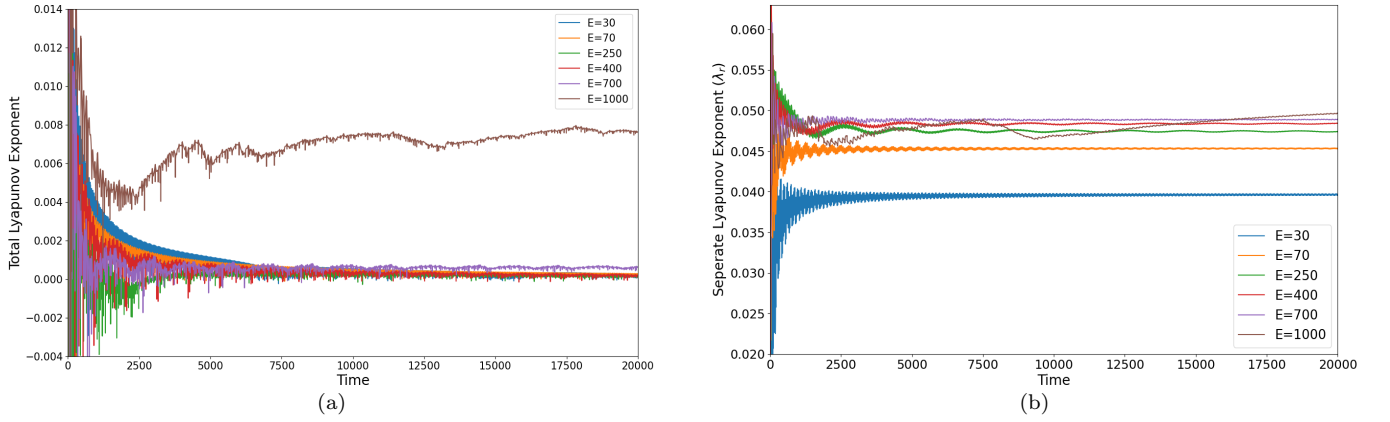 0.014
0.012
0.010
0.008
0.006
0.004
0.002
0.000
−0.002
−0.004
Total Lyapunov Exponent
0 2500 5000 7500 10000 12500 15000 17500 20000
Time
E=30
E=70
E=250
E=400
E=700
E=1000
(a)
0.060
0.055
0.050
0.045
0.040
0.035
0.030
0.025
0.020
Seperate Lyapunov Exponent (λᵣ)
0 2500 5000 7500 10000 12500 15000 17500 20000
Time
E=30
E=70
E=250
E=400
E=700
E=1000
(b)